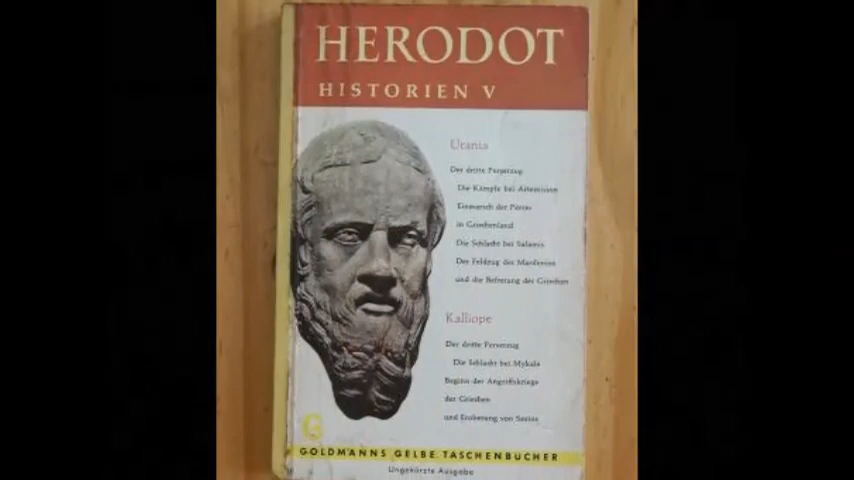 HERODOT
HISTORIEN V
Urania
Der dritte Perserzug
Die Kämpfe bei Artemision
Einmarsch der Perser
in Griechenland
Die Schlacht bei Salamis
Der Feldzug des Mardonios
und die Befreiung der Griechen
Kalliope
Der dritte Perserzug
Die Schlacht bei Mykale
Beginn der Angriffskriege
der Griechen
und Eroberung von Sestos
G
GOLDMANNS GELBE TASCHENBÜCHER
Ungekürzte Ausgabe